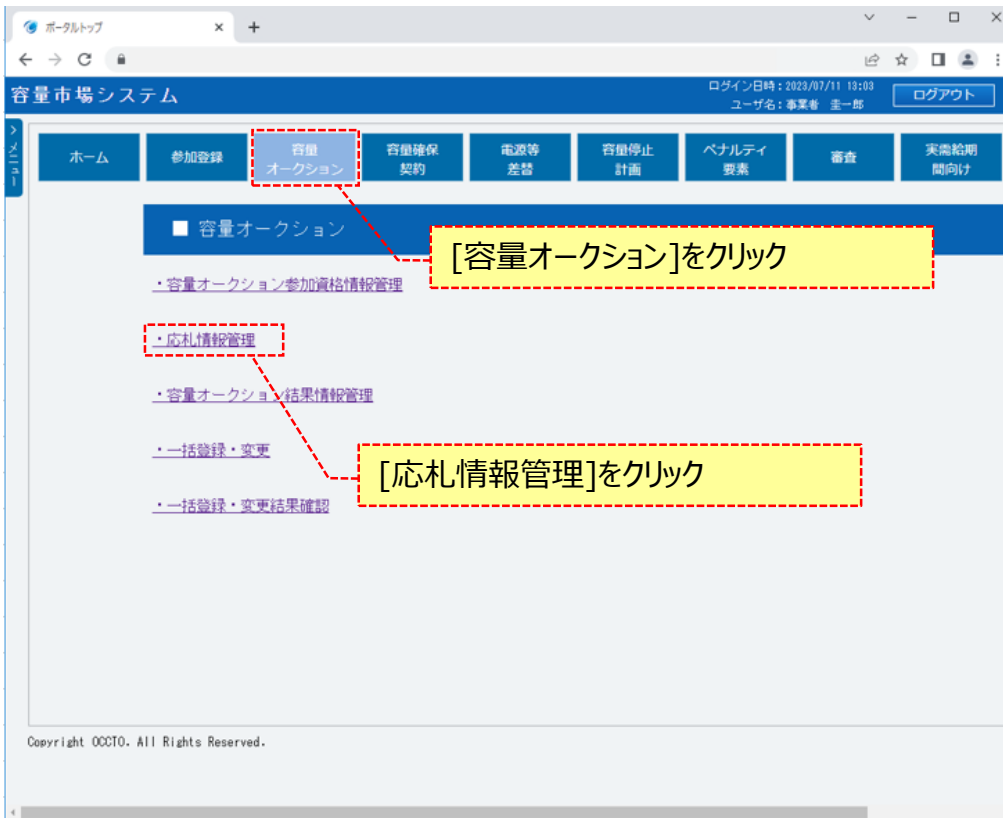 ポータルトップ
容量市場システム
ログイン日時：2023/07/11 13:03
ユーザ名：事業者 圭一郎
ログアウト
>メニュー
ホーム
参加登録
容量
オークション
容量確保
契約
電源等
差替
容量停止
計画
ペナルティ
要素
審査
実需給期
間向け
■ 容量オークション
[容量オークション]をクリック
・容量オークション参加資格情報管理
・応札情報管理
・容量オークション結果情報管理
・一括登録・変更
[応札情報管理]をクリック
・一括登録・変更結果確認
Copyright OCCTO. All Rights Reserved.